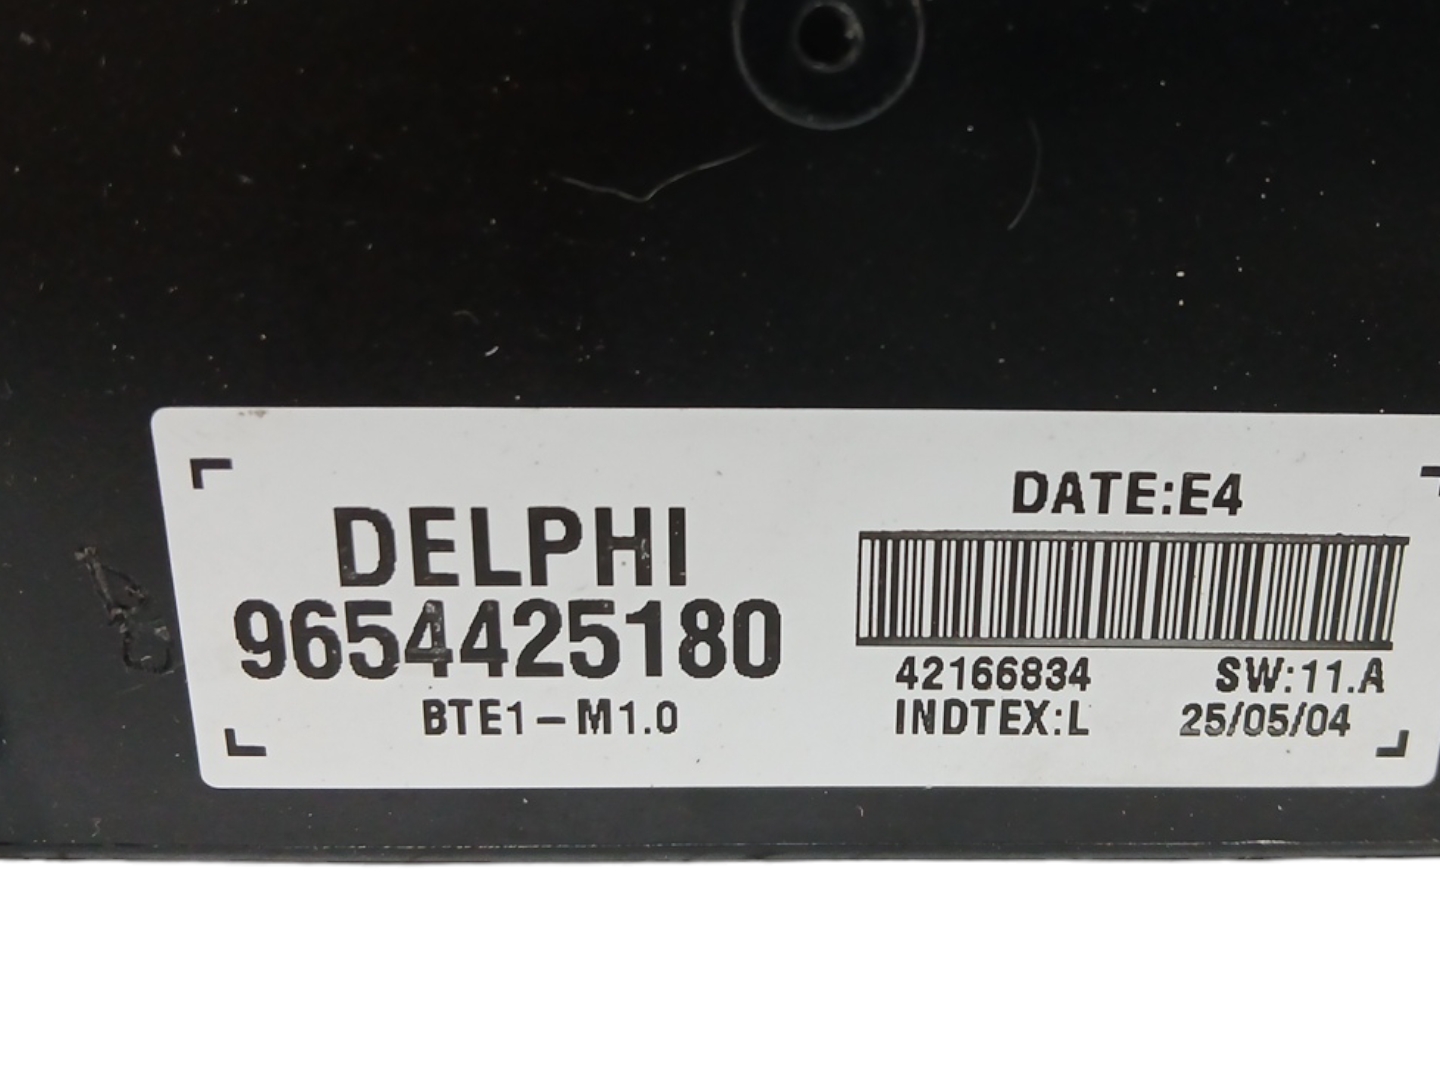 DELPHI
9654425180
BTE1-M1.0
DATE:E4
42166834 SW:11.A
INDTEX:L 25/05/04